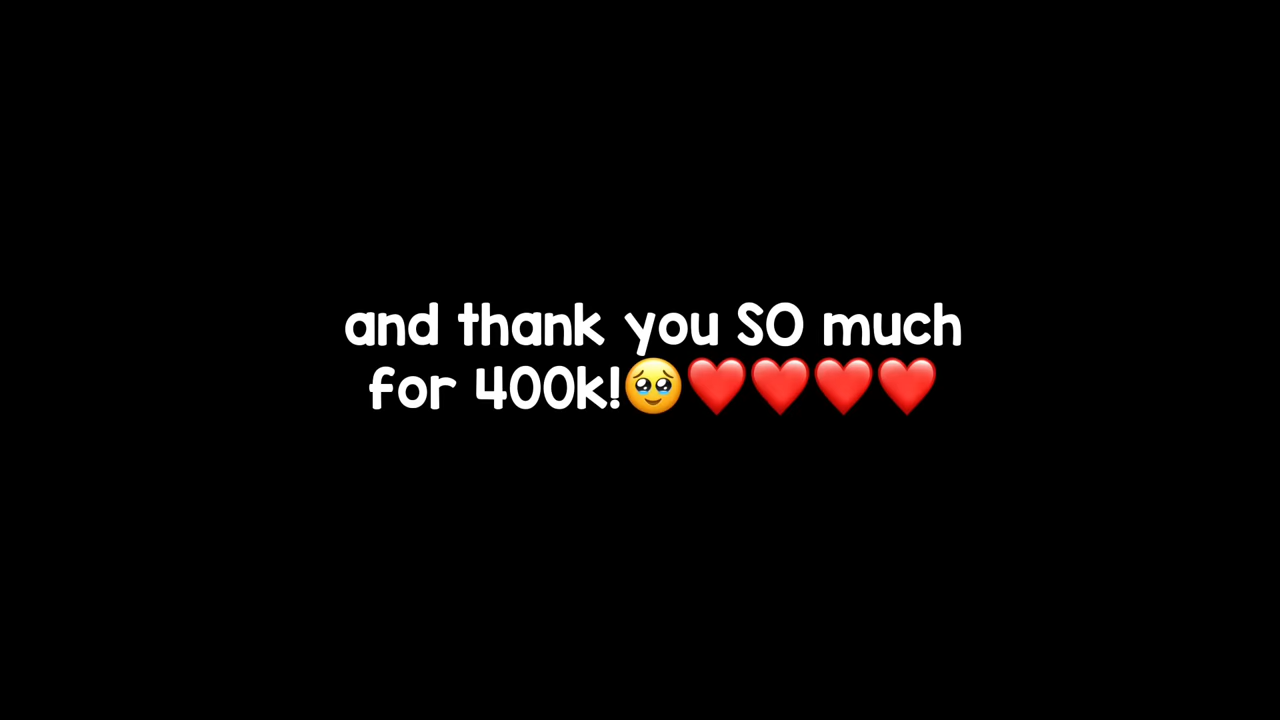 and thank you SO much
for 400k!🥹❤️❤️❤️❤️